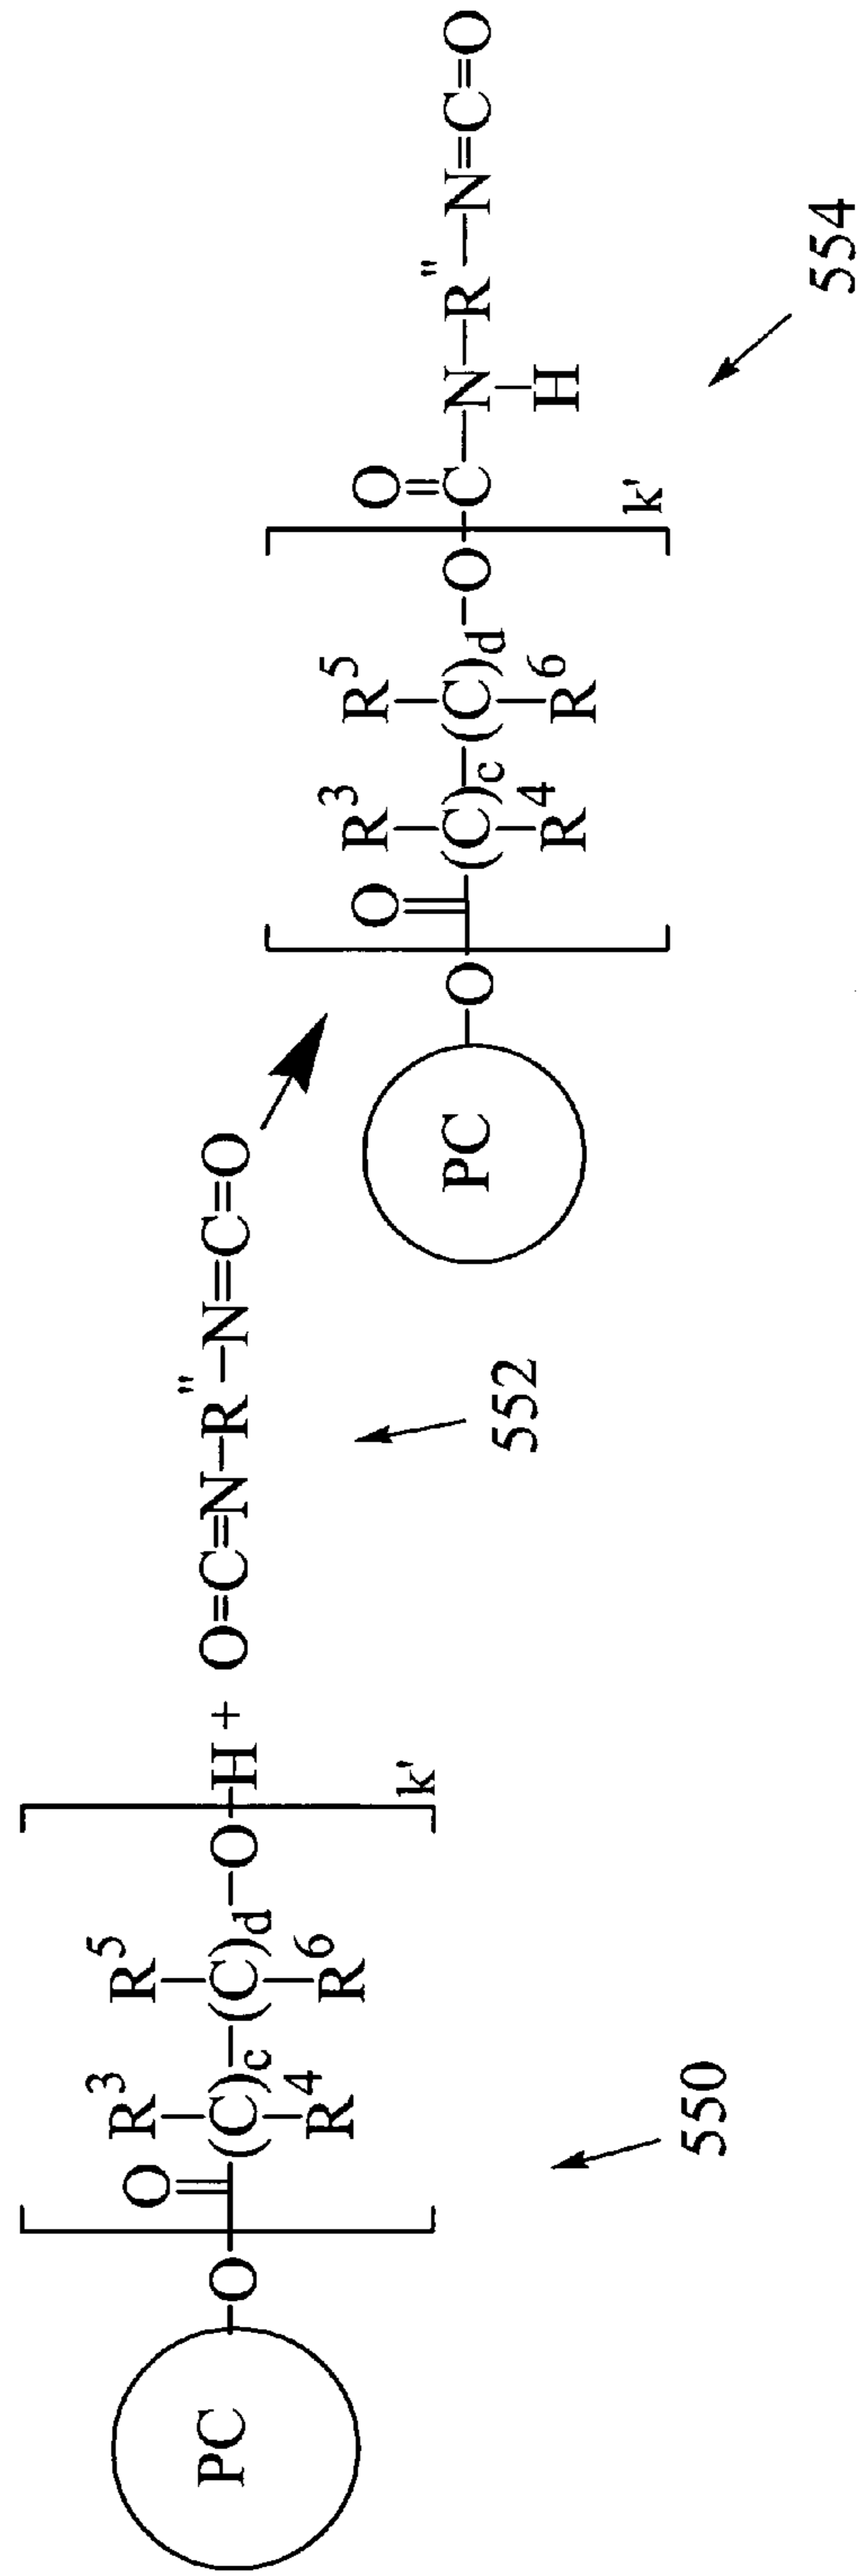 O R³ R⁵
PC–O–[(C)c–(C)d–O]–H + O=C=N–R"–N=C=O
R⁴ R⁶ k'
550
552
O R³ R⁵ O
PC–O–[(C)c–(C)d–O]–C–N–R"–N=C=O
R⁴ R⁶ k' H
554